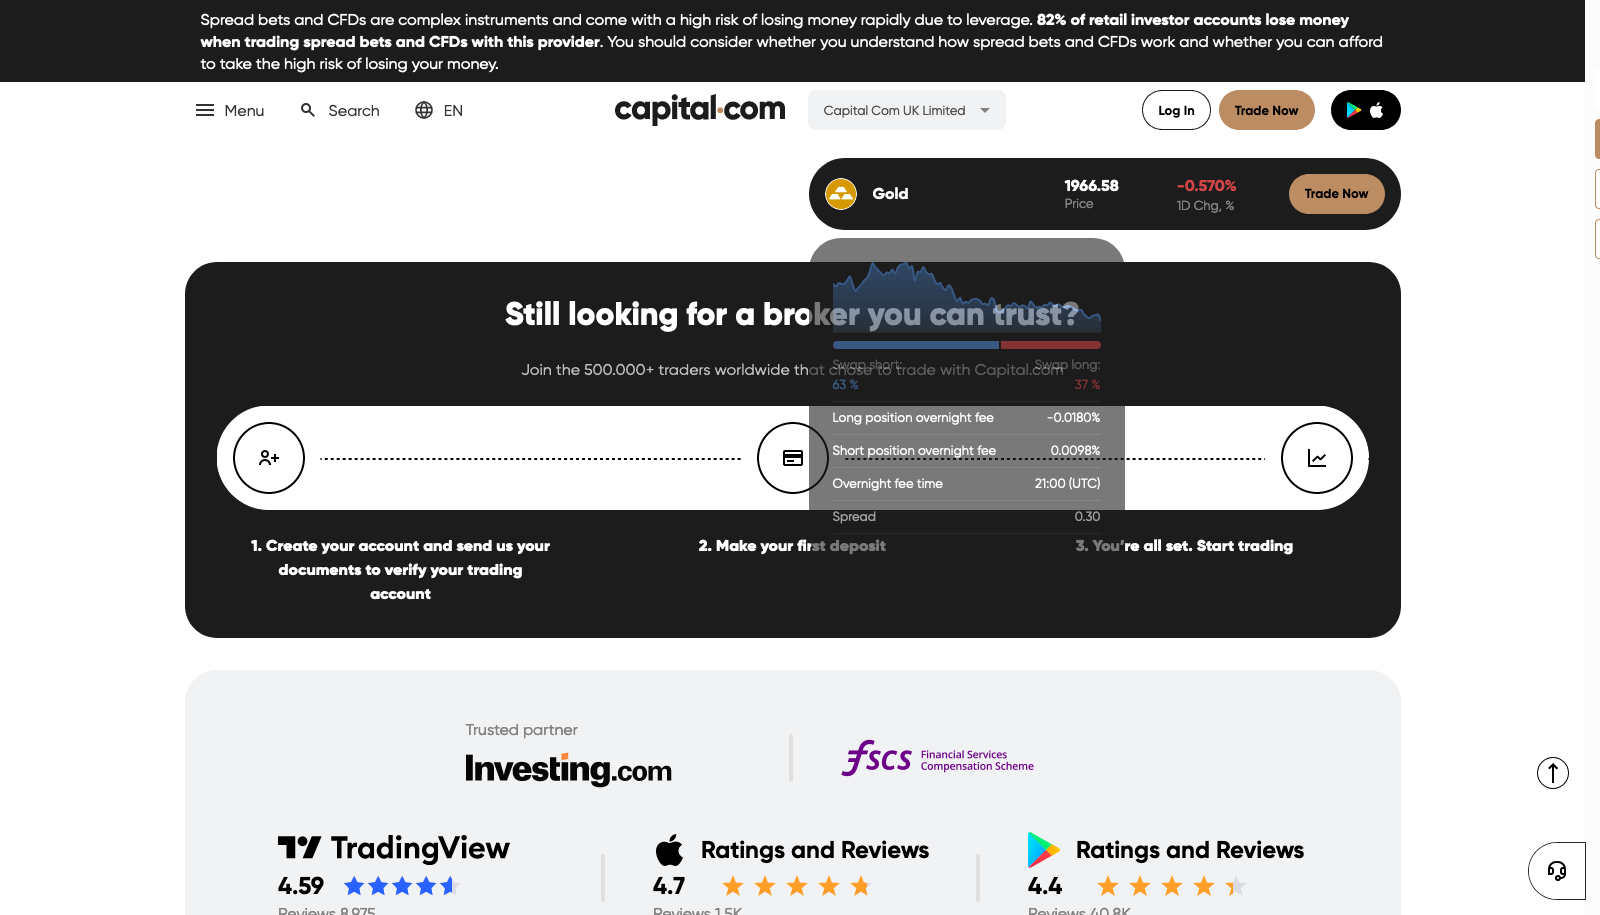 Spread bets and CFDs are complex instruments and come with a high risk of losing money rapidly due to leverage. 82% of retail investor accounts lose money
when trading spread bets and CFDs with this provider. You should consider whether you understand how spread bets and CFDs work and whether you can afford
to take the high risk of losing your money.
Menu
Search
EN
capital.com
Capital Com UK Limited
Log In
Trade Now
Gold
1966.58
Price
-0.570%
1D Chg, %
Trade Now
Still looking for a broker you can trust?
Join the 500.000+ traders worldwide that chose to trade with Capital.com
Swap short:
Swap long:
63 %
37 %
Long position overnight fee
-0.0180%
Short position overnight fee
0.0098%
Overnight fee time
21:00 (UTC)
Spread
0.30
1. Create your account and send us your
documents to verify your trading
account
2. Make your first deposit
3. You're all set. Start trading
Trusted partner
Investing.com
fscs
Financial Services
Compensation Scheme
TradingView
4.59
Reviews 8,975
Ratings and Reviews
4.7
Reviews 1.5K
Ratings and Reviews
4.4
Reviews 40.8K